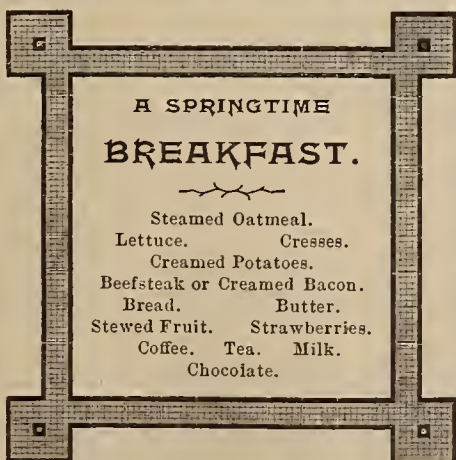 A SPRINGTIME
BREAKFAST.
Steamed Oatmeal.
Lettuce. Cresses.
Creamed Potatoes.
Beefsteak or Creamed Bacon.
Bread. Butter.
Stewed Fruit. Strawberries.
Coffee. Tea. Milk.
Chocolate.